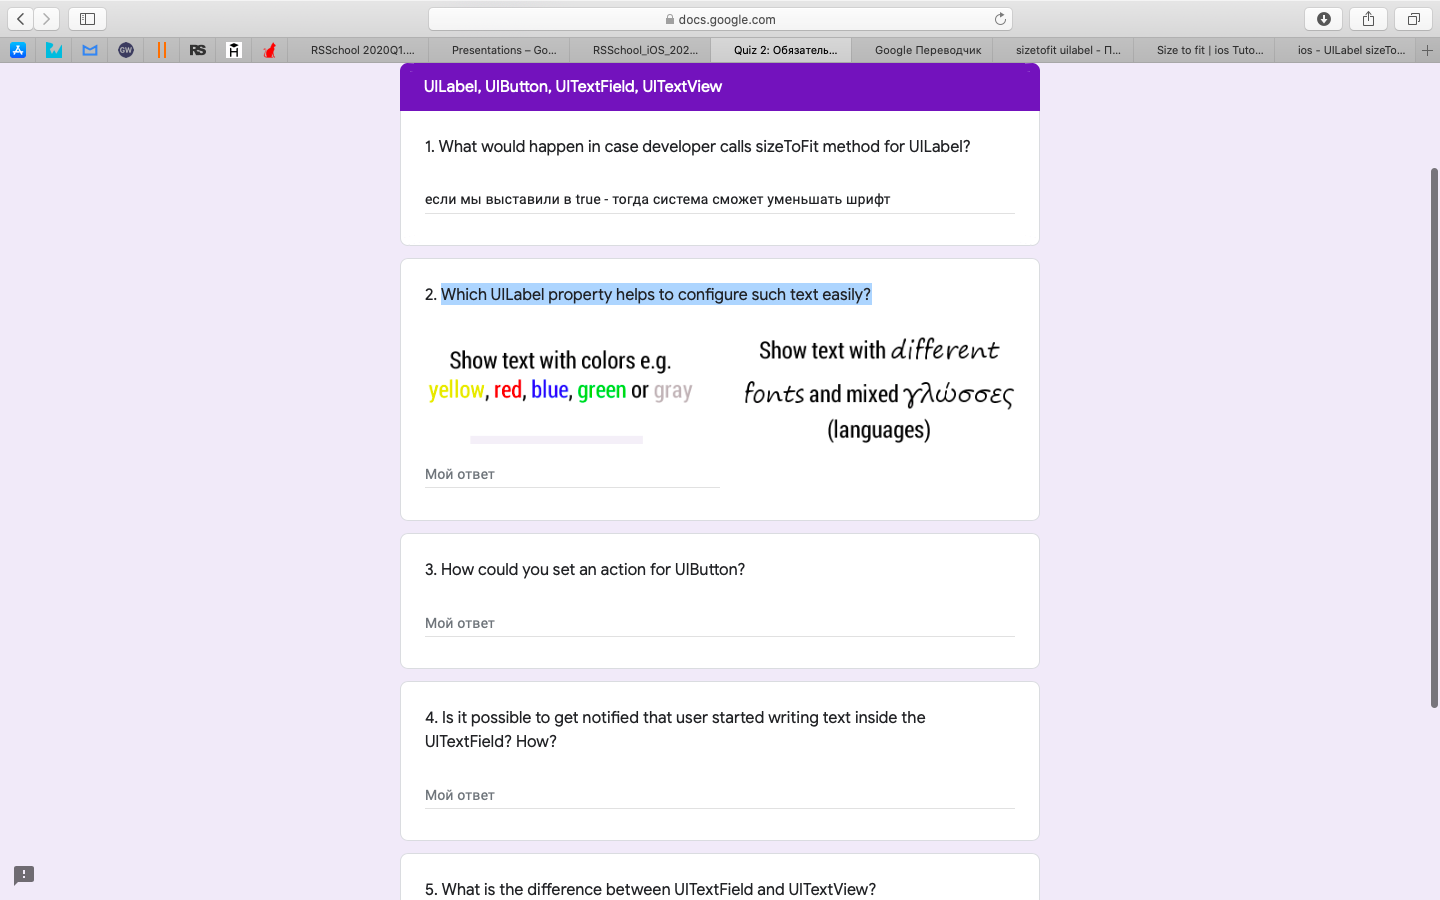 docs.google.com
GW
RS
H
RSSchool 2020Q1....
Presentations – Go...
RSSchool_iOS_202...
Quiz 2: Обязатель...
Google Переводчик
sizetofit uilabel - П...
Size to fit | ios Tuto...
ios - UILabel sizeTo...
UILabel, UIButton, UITextField, UITextView
1. What would happen in case developer calls sizeToFit method for UILabel?
если мы выставили в true - тогда система сможет уменьшать шрифт
2. Which UILabel property helps to configure such text easily?
Show text with colors e.g.
yellow, red, blue, green or gray
Show text with different
fonts and mixed γλώσσες
(languages)
Мой ответ
3. How could you set an action for UIButton?
Мой ответ
4. Is it possible to get notified that user started writing text inside the
UITextField? How?
Мой ответ
5. What is the difference between UITextField and UITextView?